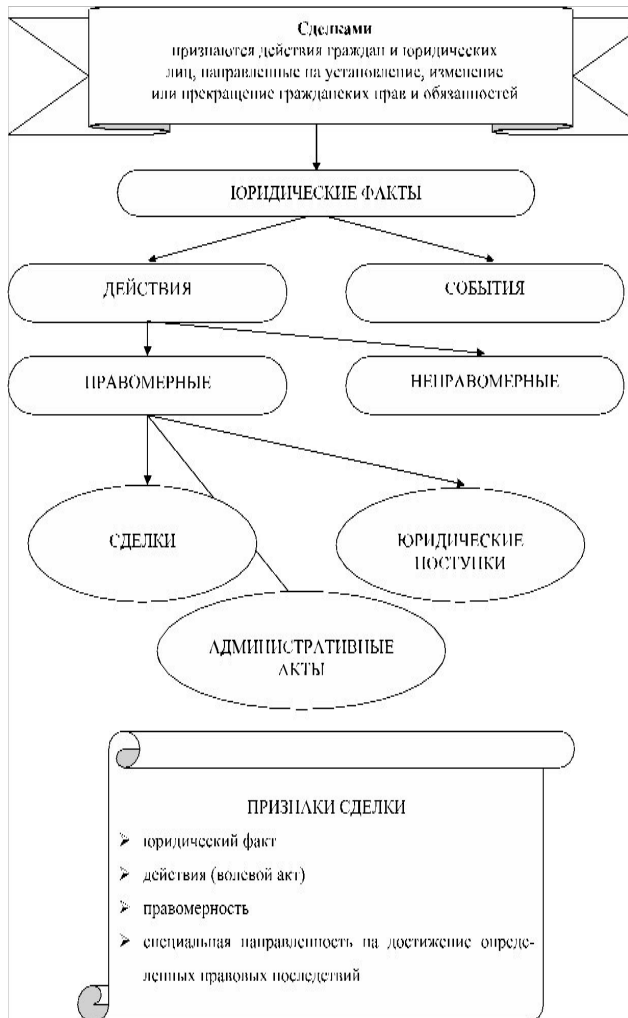 Сделками
признаются действия граждан и юридических
лиц, направленные на установление, изменение
или прекращение гражданских прав и обязанностей
ЮРИДИЧЕСКИЕ ФАКТЫ
ДЕЙСТВИЯ
СОБЫТИЯ
ПРАВОМЕРНЫЕ
НЕПРАВОМЕРНЫЕ
СДЕЛКИ
ЮРИДИЧЕСКИЕ
ПОСТУПКИ
АДМИНИСТРАТИВНЫЕ
АКТЫ
ПРИЗНАКИ СДЕЛКИ
➢ юридический факт
➢ действия (волевой акт)
➢ правомерность
➢ специальная направленность на достижение опреде-
ленных правовых последствий